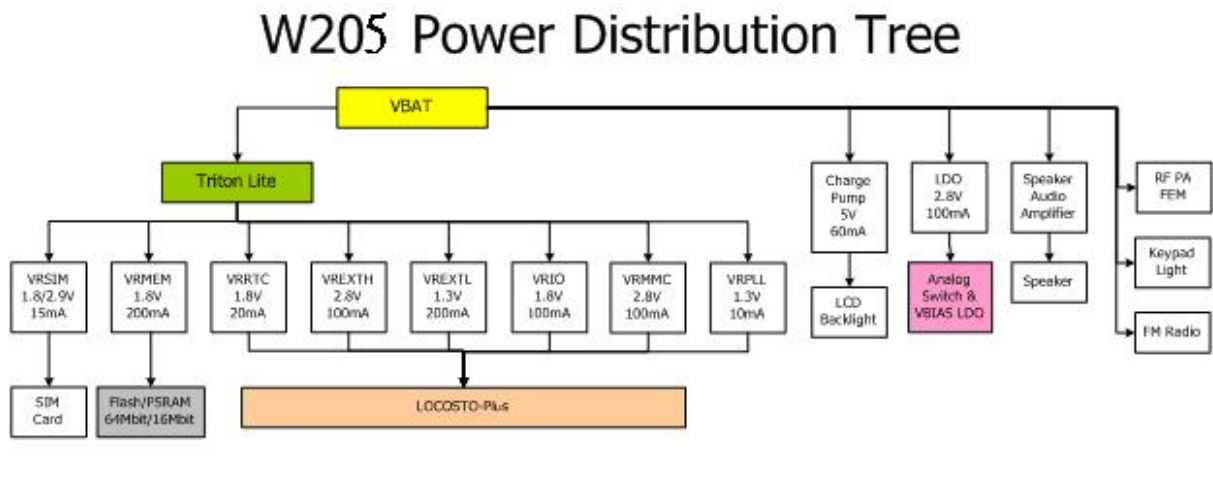 W205 Power Distribution Tree
VBAT
Triton Lite
Charge
Pump
5V
60mA
LDO
2.8V
100mA
Speaker
Audio
Amplifier
RF PA
FEM
Keypad
Light
FM Radio
VRSIM
1.8/2.9V
15mA
VRMEM
1.8V
200mA
VRRTC
1.8V
20mA
VREXTH
2.8V
100mA
VREXTL
1.3V
200mA
VRIO
1.8V
100mA
VRMMC
2.8V
100mA
VRPLL
1.3V
10mA
LCD
Backlight
Analog
Switch &
VBIAS LDO
Speaker
SIM
Card
Flash/PSRAM
64Mbit/16Mbit
LOCOSTO-Plus